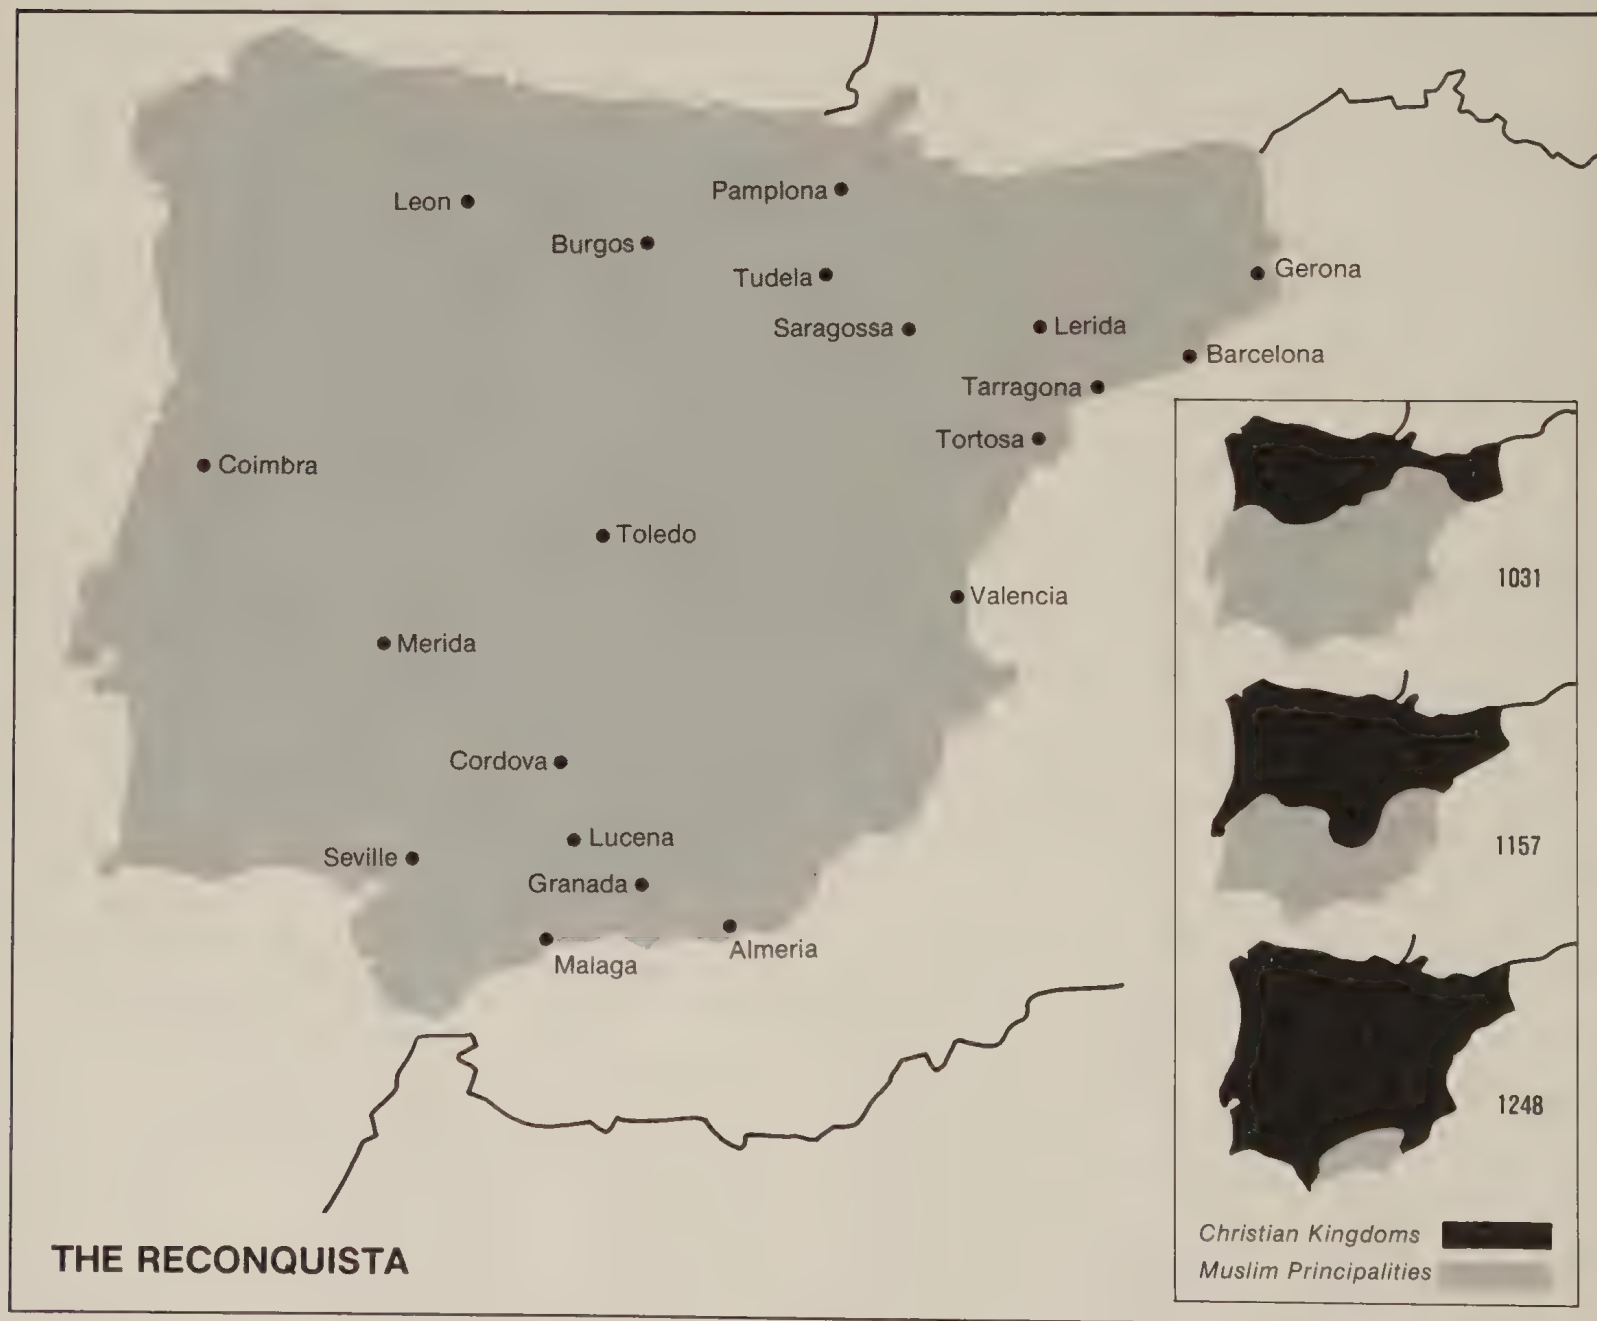 Leon
Pamplona
Burgos
Tudela
Gerona
Saragossa
Lerida
Barcelona
Tarragona
Tortosa
Coimbra
Toledo
Valencia
Merida
Cordova
Lucena
Seville
Granada
Almeria
Malaga
1031
1157
1248
Christian Kingdoms
Muslim Principalities
THE RECONQUISTA